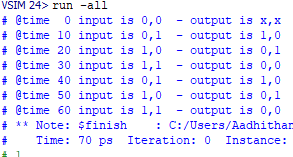 VSIM 24> run -all
# @time  0 input is 0,0  - output is x,x
# @time 10 input is 0,1  - output is 1,0
# @time 20 input is 1,0  - output is 0,1
# @time 30 input is 1,1  - output is 0,0
# @time 40 input is 0,1  - output is 1,0
# @time 50 input is 1,0  - output is 0,1
# @time 60 input is 1,1  - output is 0,0
# ** Note: $finish    : C:/Users/Aadhithan
#    Time: 70 ps  Iteration: 0  Instance:
# 1